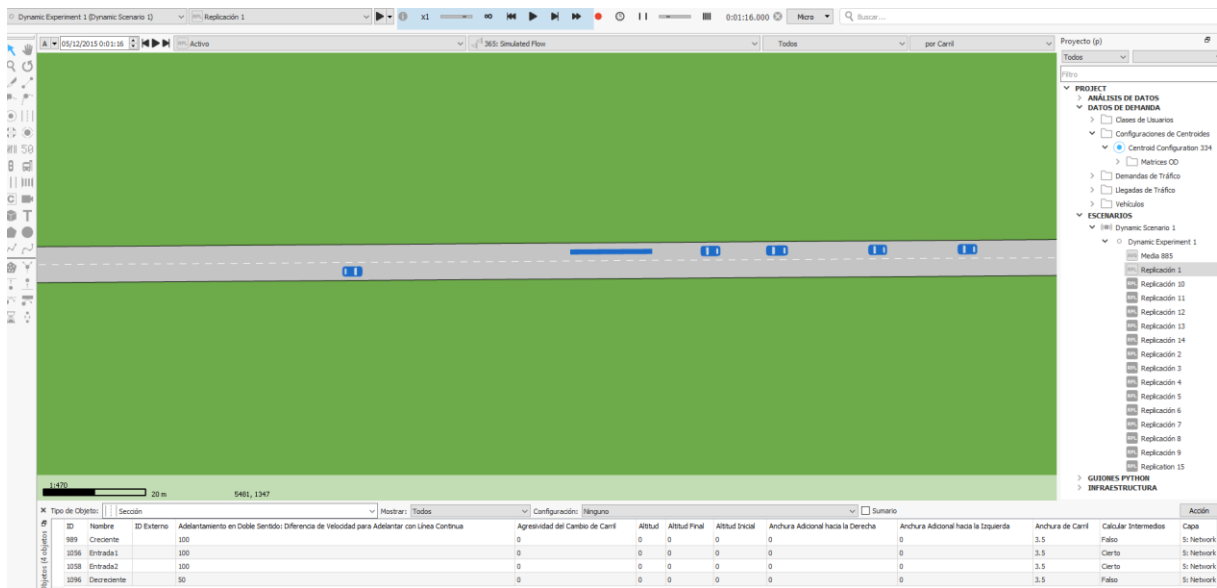 Dynamic Experiment 1 (Dynamic Scenario 1) Replicación 1 x1 ∞ 0:01:16.000 Micro Buscar...
A 05/12/2015 0:01:16 Activo 365: Simulated Flow Todos por Carril
Proyecto (p)
Todos
Filtro
PROJECT
ANÁLISIS DE DATOS
DATOS DE DEMANDA
Clases de Usuarios
Configuraciones de Centroides
Centroid Configuration 334
Matrices OD
Demandas de Tráfico
Llegadas de Tráfico
Vehículos
ESCENARIOS
Dynamic Scenario 1
Dynamic Experiment 1
Media 885
Replicación 1
Replicación 10
Replicación 11
Replicación 12
Replicación 13
Replicación 14
Replicación 2
Replicación 3
Replicación 4
Replicación 5
Replicación 6
Replicación 7
Replicación 8
Replicación 9
Replication 15
GUIONES PYTHON
INFRAESTRUCTURA
50
C
T
1:470
20 m 5481, 1347
Tipo de Objeto: Sección Mostrar: Todos Configuración: Ninguno Sumario Acción
ID Nombre ID Externo Adelantamiento en Doble Sentido: Diferencia de Velocidad para Adelantar con Línea Continua Agresividad del Cambio de Carril Altitud Altitud Final Altitud Inicial Anchura Adicional hacia la Derecha Anchura Adicional hacia la Izquierda Anchura de Carril Calcular Intermedios Capa
989 Creciente 100 0 0 0 0 0 0 3.5 Falso 5: Network
1056 Entrada1 100 0 0 0 0 0 0 3.5 Cierto 5: Network
1058 Entrada2 100 0 0 0 0 0 0 3.5 Cierto 5: Network
1096 Decreciente 50 0 0 0 0 0 0 3.5 Falso 5: Network
Objetos (4 objetos